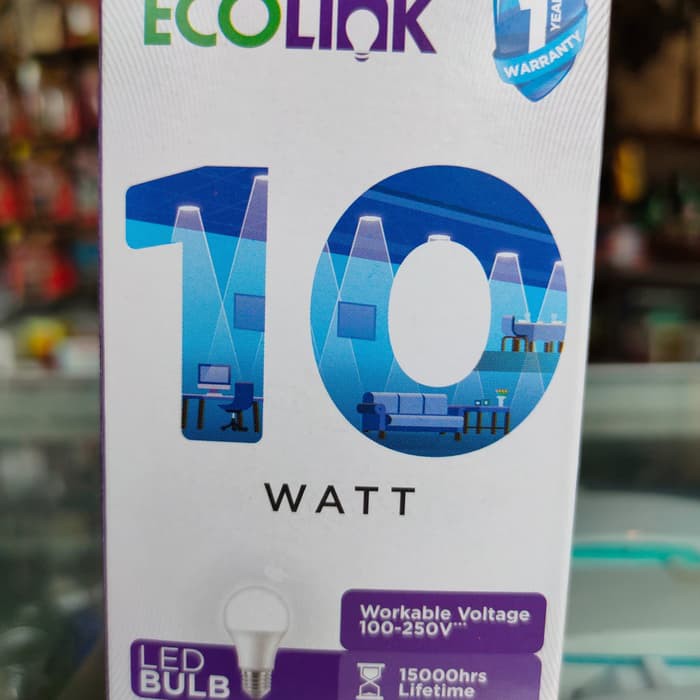 ECOLINK
1
YEAR
WARRANTY
10
WATT
Workable Voltage
100-250V***
LED
BULB
15000hrs
Lifetime